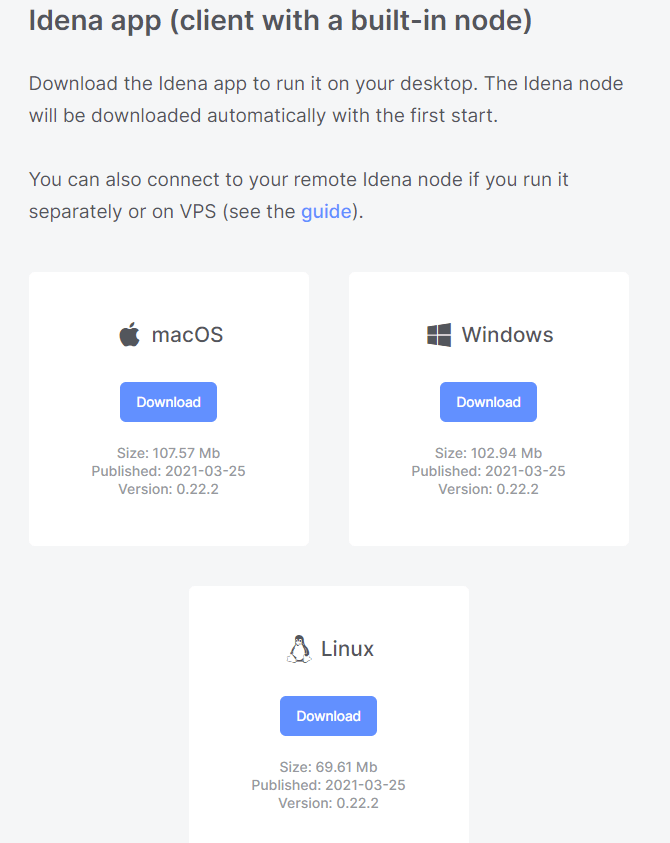 Idena app (client with a built-in node)
Download the Idena app to run it on your desktop. The Idena node
will be downloaded automatically with the first start.
You can also connect to your remote Idena node if you run it
separately or on VPS (see the guide).
macOS
Download
Size: 107.57 Mb
Published: 2021-03-25
Version: 0.22.2
Windows
Download
Size: 102.94 Mb
Published: 2021-03-25
Version: 0.22.2
Linux
Download
Size: 69.61 Mb
Published: 2021-03-25
Version: 0.22.2